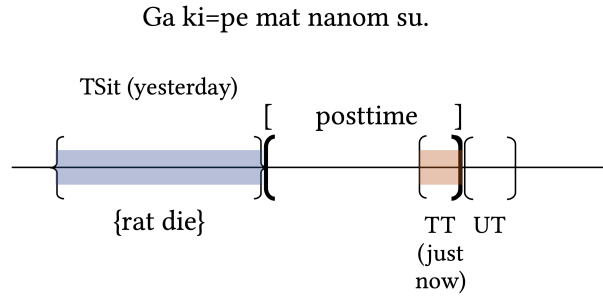 Ga ki=pe mat nanom su.
TSit (yesterday)
[ posttime ]
{rat die}
TT UT
(just
now)